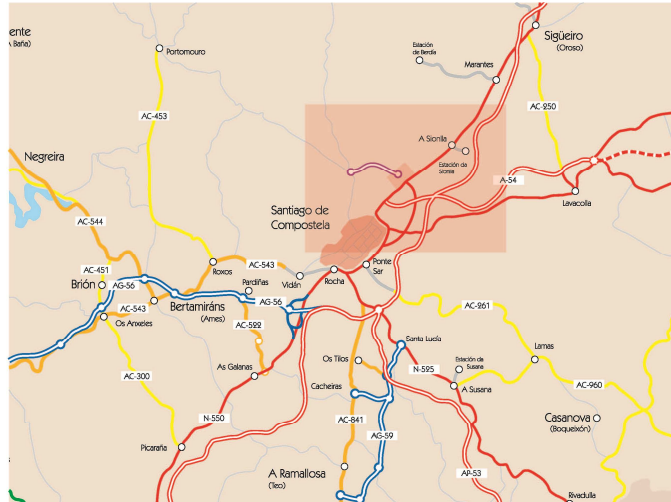 ente
(A Baña)
Portomouro
Estación
de Berdía
Sigüeiro
(Oroso)
Marantes
AC-453
AC-250
A Sionlla
Estación da
Sionlla
A-54
Negreira
Lavacolla
Santiago de
Compostela
AC-544
AC-543
Roxos
Ponte
Sar
AC-451
AG-56
Pardiñas
Vidán
Rocha
Brión
AC-543
Bertamiráns
(Ames)
AG-56
AC-261
Os Anxeles
AC-522
Santa Lucía
Lamas
Os Tilos
Estación da
Susana
N-525
AC-300
As Galanas
Cacheiras
A Susana
AC-960
N-550
AC-841
Casanova
(Boqueixón)
AG-59
Picaraña
A Ramallosa
(Teo)
AP-53
Rivadulla